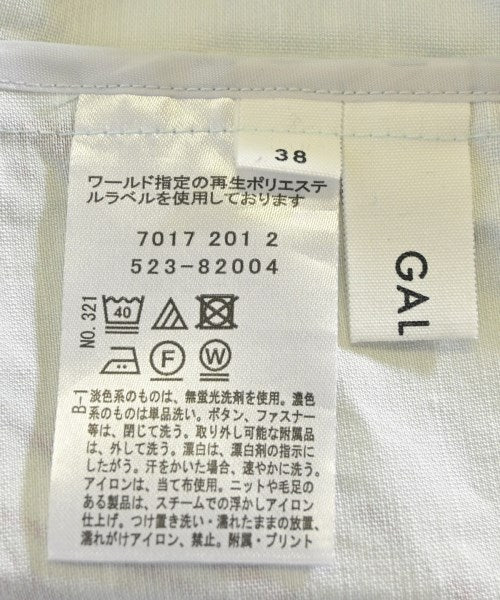 38
ワールド指定の再生ポリエステ
ルラベルを使用しております
7017 201 2
523-82004
NO. 321
40
F
W
B-1
淡色系のものは、無蛍光洗剤を使用。濃色
系のものは単品洗い。ボタン、ファスナー
等は、閉じて洗う。取り外し可能な附属品
は、外して洗う。漂白は、漂白剤の指示に
したがう。汗をかいた場合、速やかに洗う。
アイロンは、当て布使用。ニットや毛足の
ある製品は、スチームでの浮かしアイロン
仕上げ。つけ置き洗い・濡れたままの放置、
濡れがけアイロン、禁止。附属・プリント
GAL